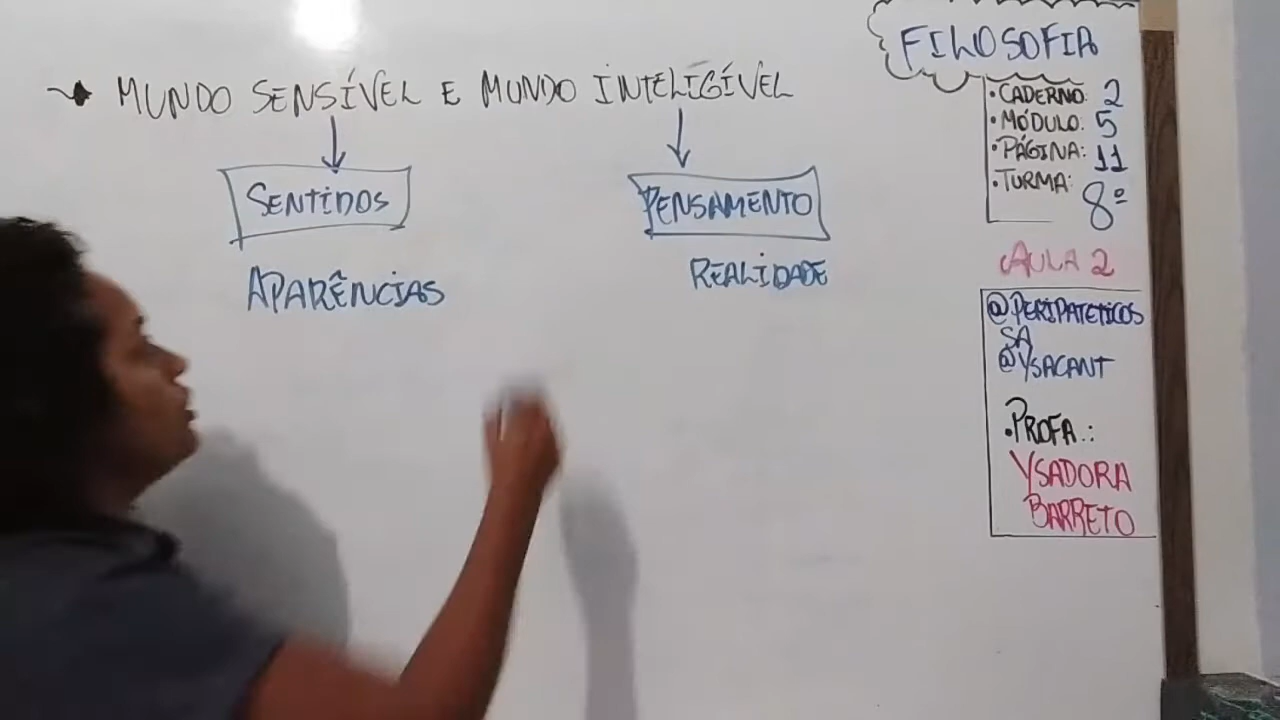 MUNDO SENSÍVEL E MUNDO INTELIGÍVEL
SENTIDOS
PENSAMENTO
APARÊNCIAS
REALIDADE
FILOSOFIA
•CADERNO: 2
•MÓDULO: 5
•PÁGINA: 11
•TURMA: 8º
AULA 2
@PERIPATETICOS
SA
@YSACANT
•PROFA.:
YSADORA
BARRETO